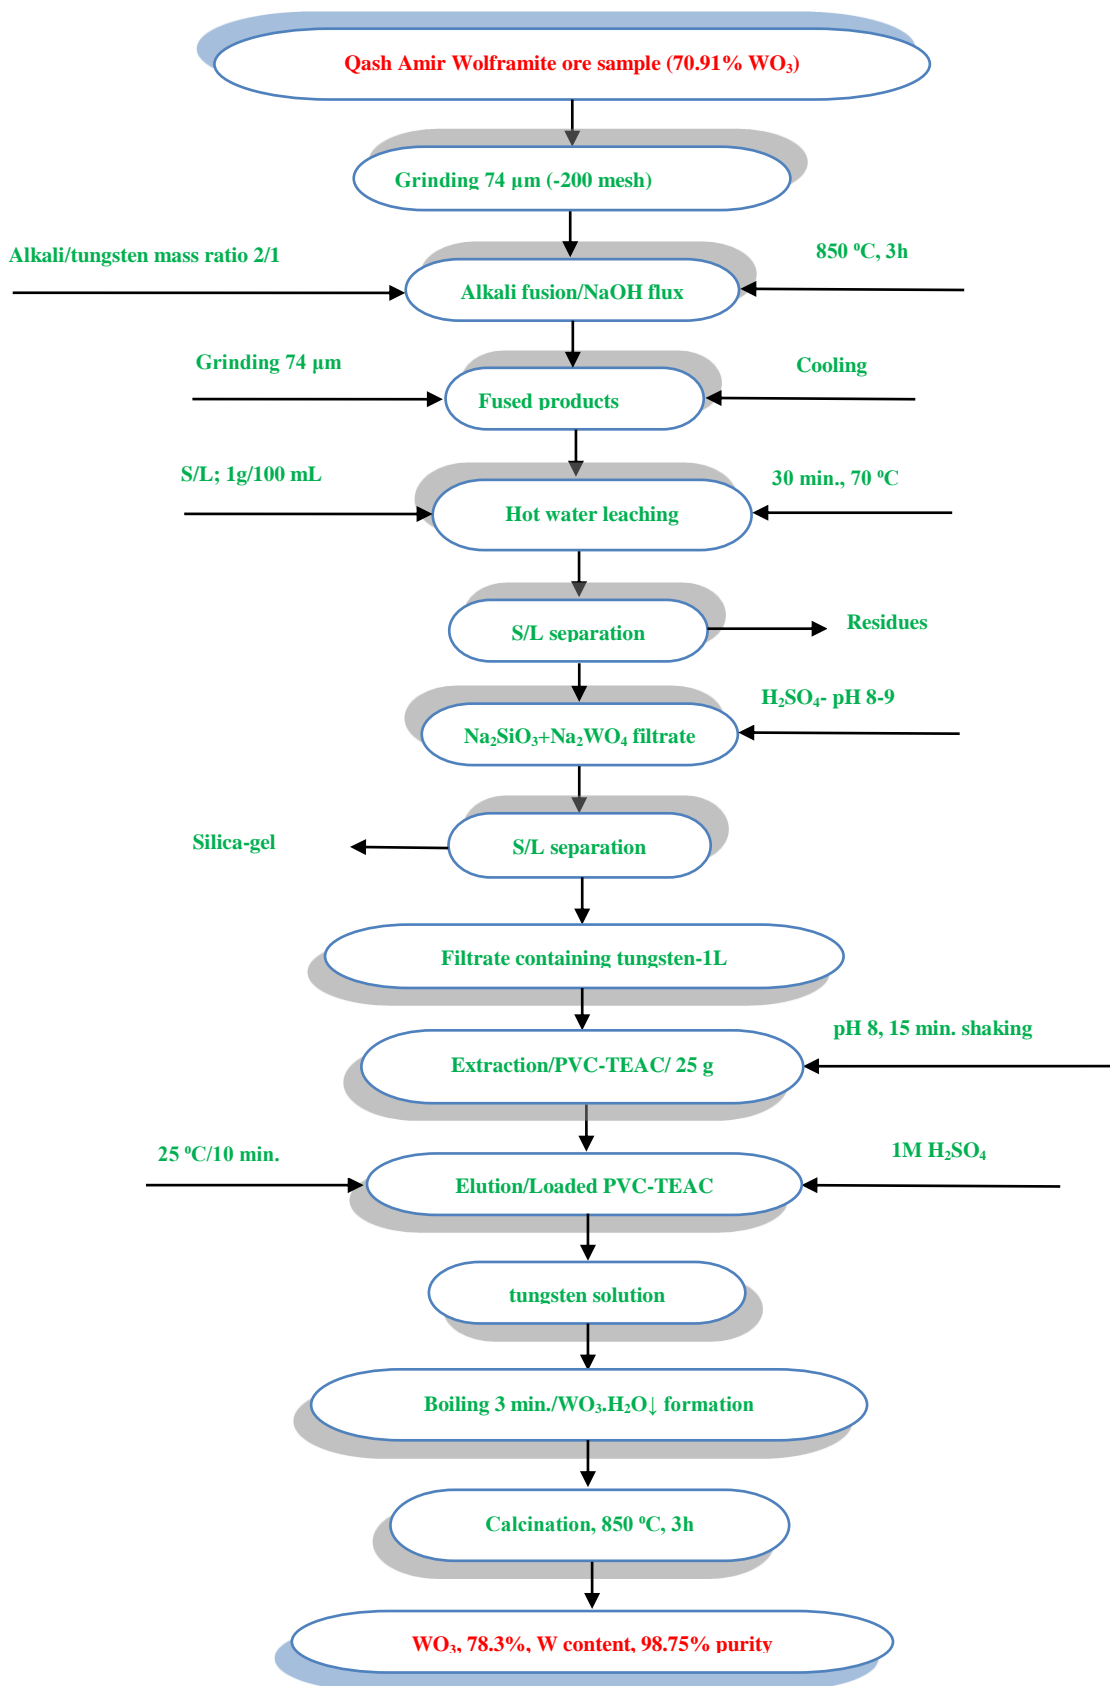 Qash Amir Wolframite ore sample (70.91% WO₃)
Grinding 74 µm (-200 mesh)
Alkali/tungsten mass ratio 2/1
850 ⁰C, 3h
Alkali fusion/NaOH flux
Grinding 74 µm
Cooling
Fused products
S/L; 1g/100 mL
30 min., 70 ⁰C
Hot water leaching
S/L separation
Residues
H₂SO₄- pH 8-9
Na₂SiO₃+Na₂WO₄ filtrate
Silica-gel
S/L separation
Filtrate containing tungsten-1L
pH 8, 15 min. shaking
Extraction/PVC-TEAC/ 25 g
25 ⁰C/10 min.
1M H₂SO₄
Elution/Loaded PVC-TEAC
tungsten solution
Boiling 3 min./WO₃.H₂O↓ formation
Calcination, 850 ⁰C, 3h
WO₃, 78.3%, W content, 98.75% purity